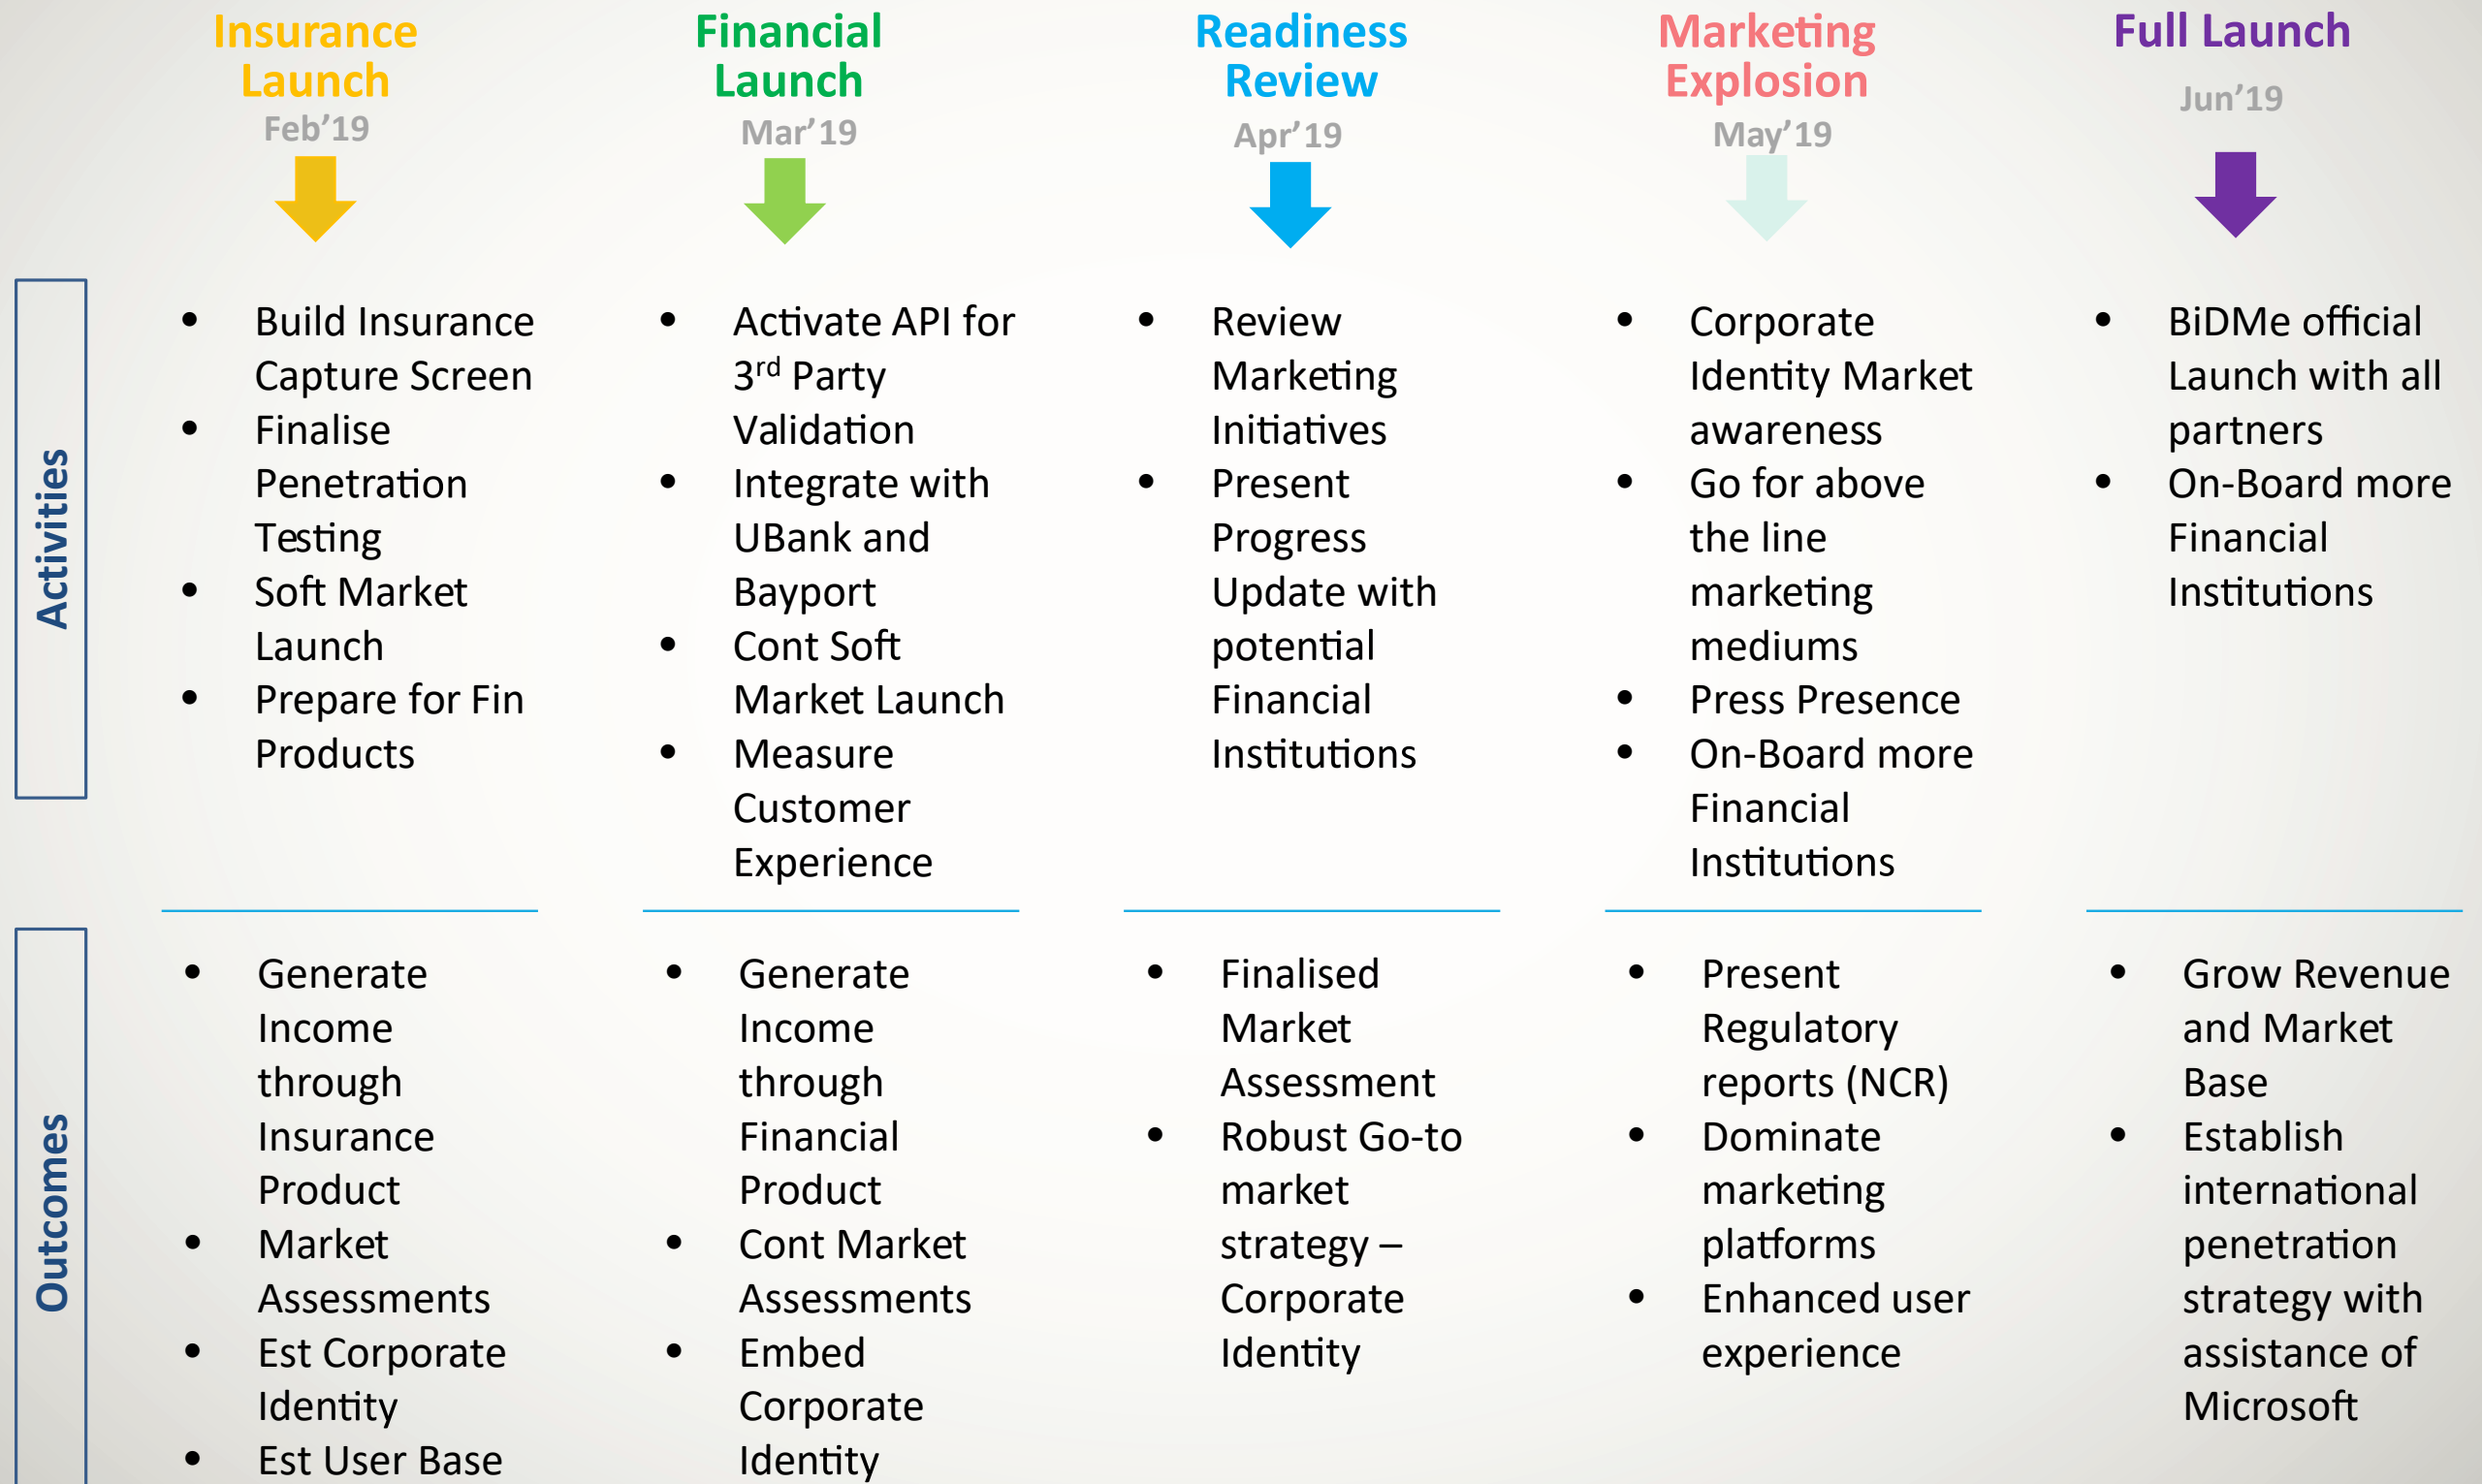 Insurance
Launch
Feb’19
Financial
Launch
Mar’19
Readiness
Review
Apr’19
Marketing
Explosion
May’19
Full Launch
Jun’19
Activities
• Build Insurance
Capture Screen
• Finalise
Penetration
Testing
• Soft Market
Launch
• Prepare for Fin
Products
• Activate API for
3rd Party
Validation
• Integrate with
UBank and
Bayport
• Cont Soft
Market Launch
• Measure
Customer
Experience
• Review
Marketing
Initiatives
• Present
Progress
Update with
potential
Financial
Institutions
• Corporate
Identity Market
awareness
• Go for above
the line
marketing
mediums
• Press Presence
• On-Board more
Financial
Institutions
• BiDMe official
Launch with all
partners
• On-Board more
Financial
Institutions
Outcomes
• Generate
Income
through
Insurance
Product
• Market
Assessments
• Est Corporate
Identity
• Est User Base
• Generate
Income
through
Financial
Product
• Cont Market
Assessments
• Embed
Corporate
Identity
• Finalised
Market
Assessment
• Robust Go-to
market
strategy –
Corporate
Identity
• Present
Regulatory
reports (NCR)
• Dominate
marketing
platforms
• Enhanced user
experience
• Grow Revenue
and Market
Base
• Establish
international
penetration
strategy with
assistance of
Microsoft